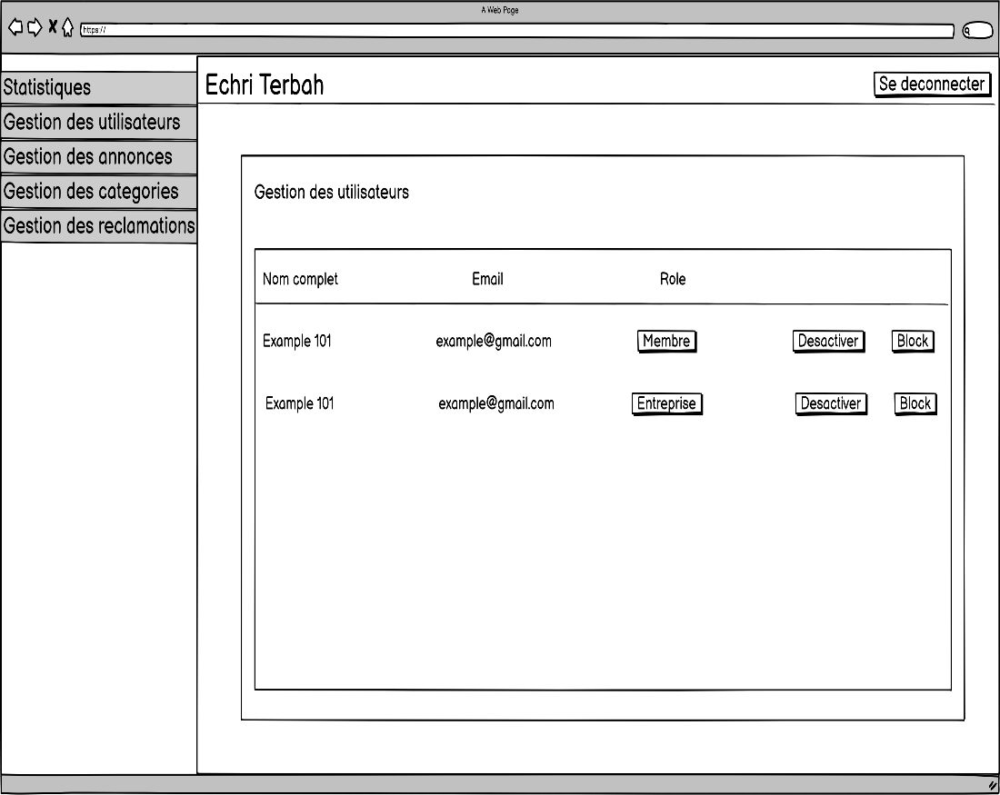 A Web Page
https://
Statistiques
Gestion des utilisateurs
Gestion des annonces
Gestion des categories
Gestion des reclamations
Echri Terbah
Se deconnecter
Gestion des utilisateurs
Nom complet Email Role
Example 101 example@gmail.com Membre Desactiver Block
Example 101 example@gmail.com Entreprise Desactiver Block